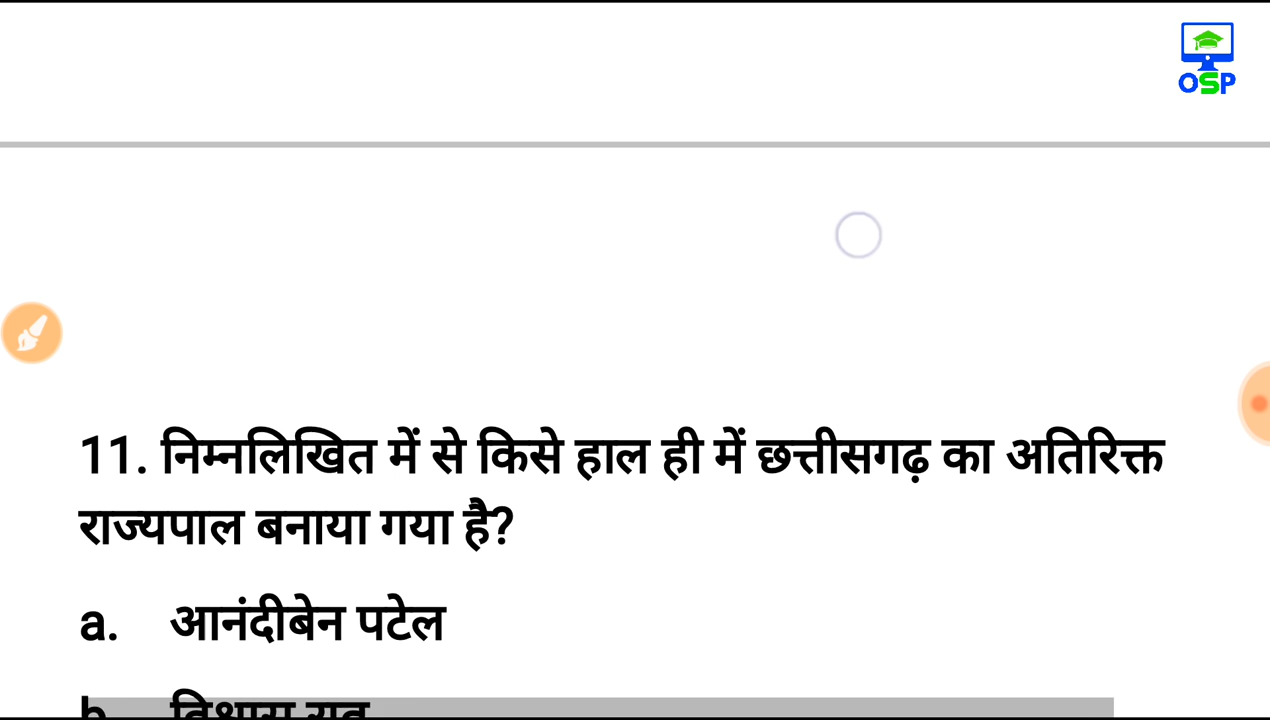 OSP
11. निम्नलिखित में से किसे हाल ही में छत्तीसगढ़ का अतिरिक्त
राज्यपाल बनाया गया है?
a. आनंदीबेन पटेल
b